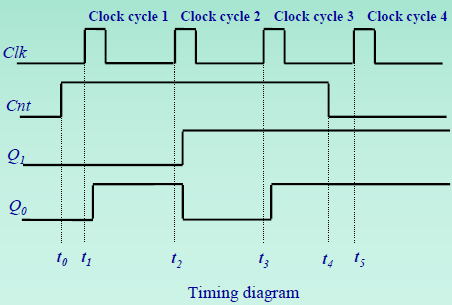 Clock cycle 1 Clock cycle 2 Clock cycle 3 Clock cycle 4
Clk
Cnt
Q1
Q0
t0 t1 t2 t3 t4 t5
Timing diagram